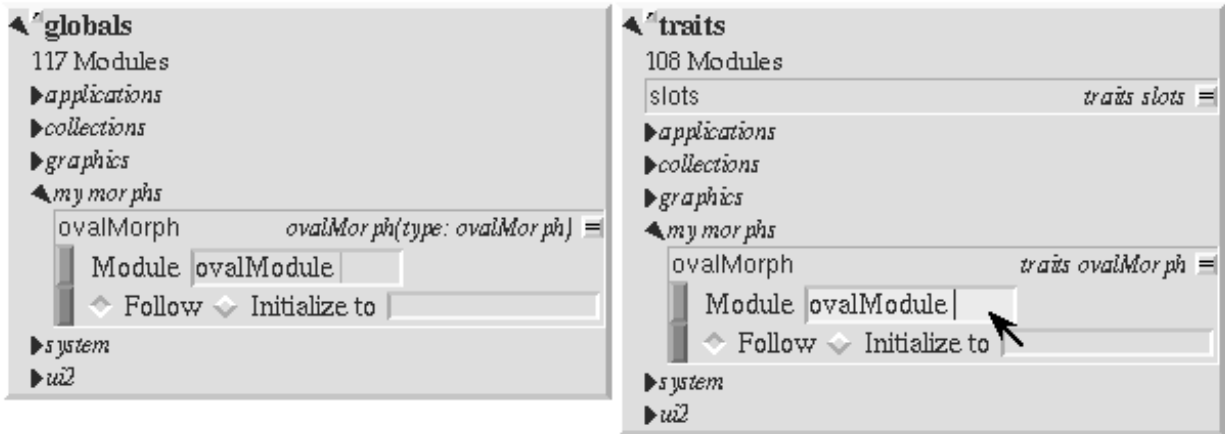 globals
117 Modules
applications
collections
graphics
my morphs
ovalMorph ovalMorph(type: ovalMorph) =
Module ovalModule
Follow Initialize to
system
ui2
traits
108 Modules
slots traits slots =
applications
collections
graphics
my morphs
ovalMorph traits ovalMorph =
Module ovalModule
Follow Initialize to
system
ui2